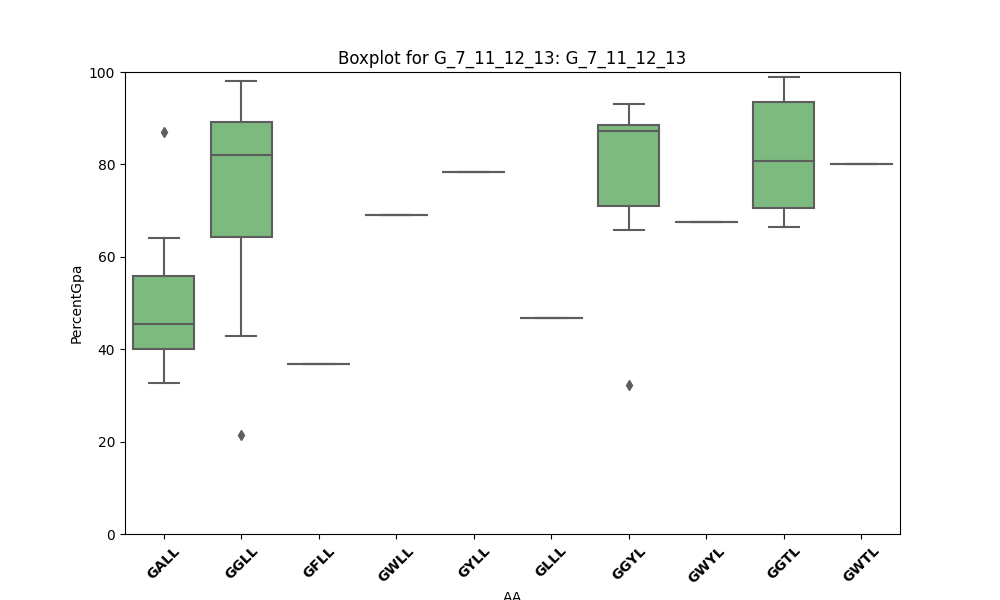 Boxplot for G_7_11_12_13: G_7_11_12_13
100
80
60
40
20
0
PercentGpa
GALL
GGLL
GFLL
GWLL
GYLL
GLLL
GGYL
GWYL
GGTL
GWTL
AA